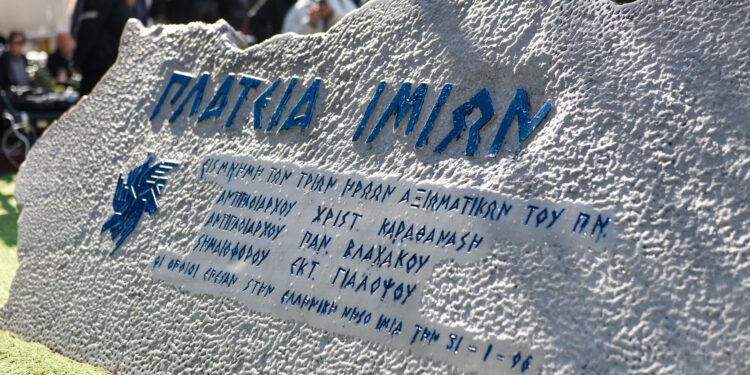 ΠΛΑΤΕΙΑ ΙΜΙΩΝ
ΕΙΣ ΜΝΗΜΗ ΤΩΝ ΤΡΙΩΝ ΗΡΩΩΝ ΑΞΙΩΜΑΤΙΚΩΝ ΤΟΥ Π.Ν.
ΑΝΤΙΠΛΟΙΑΡΧΟΥ ΧΡΙΣΤ. ΚΑΡΑΘΑΝΑΣΗ
ΑΝΤΙΠΛΟΙΑΡΧΟΥ ΠΑΝ. ΒΛΑΧΑΚΟΥ
ΣΗΜΑΙΟΦΟΡΟΥ ΕΚΤ. ΓΙΑΛΟΨΟΥ
ΟΙ ΟΠΟΙΟΙ ΕΠΕΣΑΝ ΣΤΗΝ ΕΛΛΗΝΙΚΗ ΝΗΣΟ ΙΜΙΑ ΤΗΝ 31-1-96